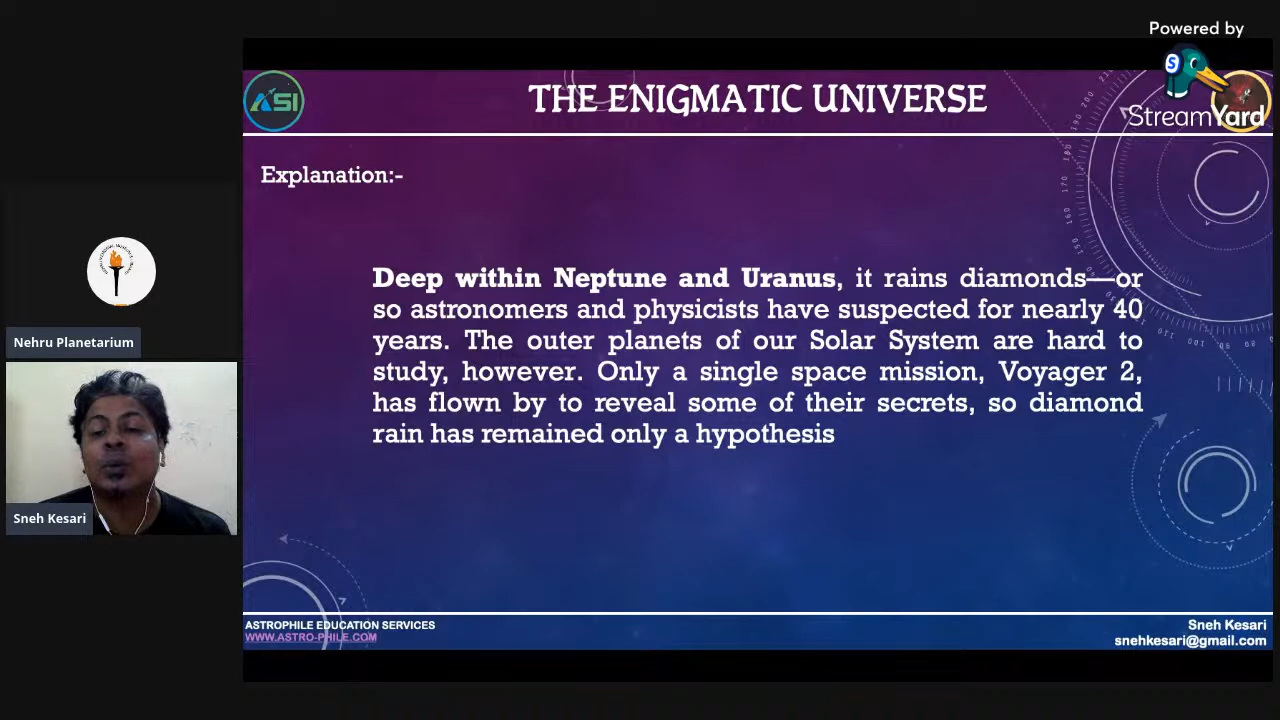 Powered by
StreamYard
ASI
THE ENIGMATIC UNIVERSE
Explanation:-
Deep within Neptune and Uranus, it rains diamonds—or
so astronomers and physicists have suspected for nearly 40
years. The outer planets of our Solar System are hard to
study, however. Only a single space mission, Voyager 2,
has flown by to reveal some of their secrets, so diamond
rain has remained only a hypothesis
Nehru Planetarium
Sneh Kesari
ASTROPHILE EDUCATION SERVICES
WWW.ASTRO-PHILE.COM
Sneh Kesari
snehkesari@gmail.com